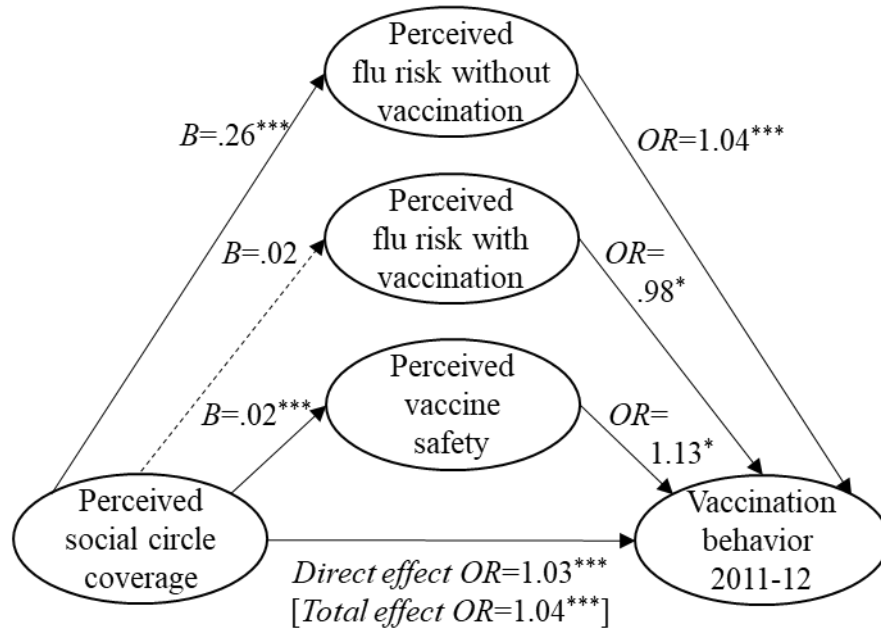 Perceived
flu risk without
vaccination
B=.26***
OR=1.04***
Perceived
flu risk with
vaccination
B=.02
OR=
.98*
Perceived
vaccine
safety
B=.02***
OR=
1.13*
Perceived
social circle
coverage
Vaccination
behavior
2011-12
Direct effect OR=1.03***
[Total effect OR=1.04***]